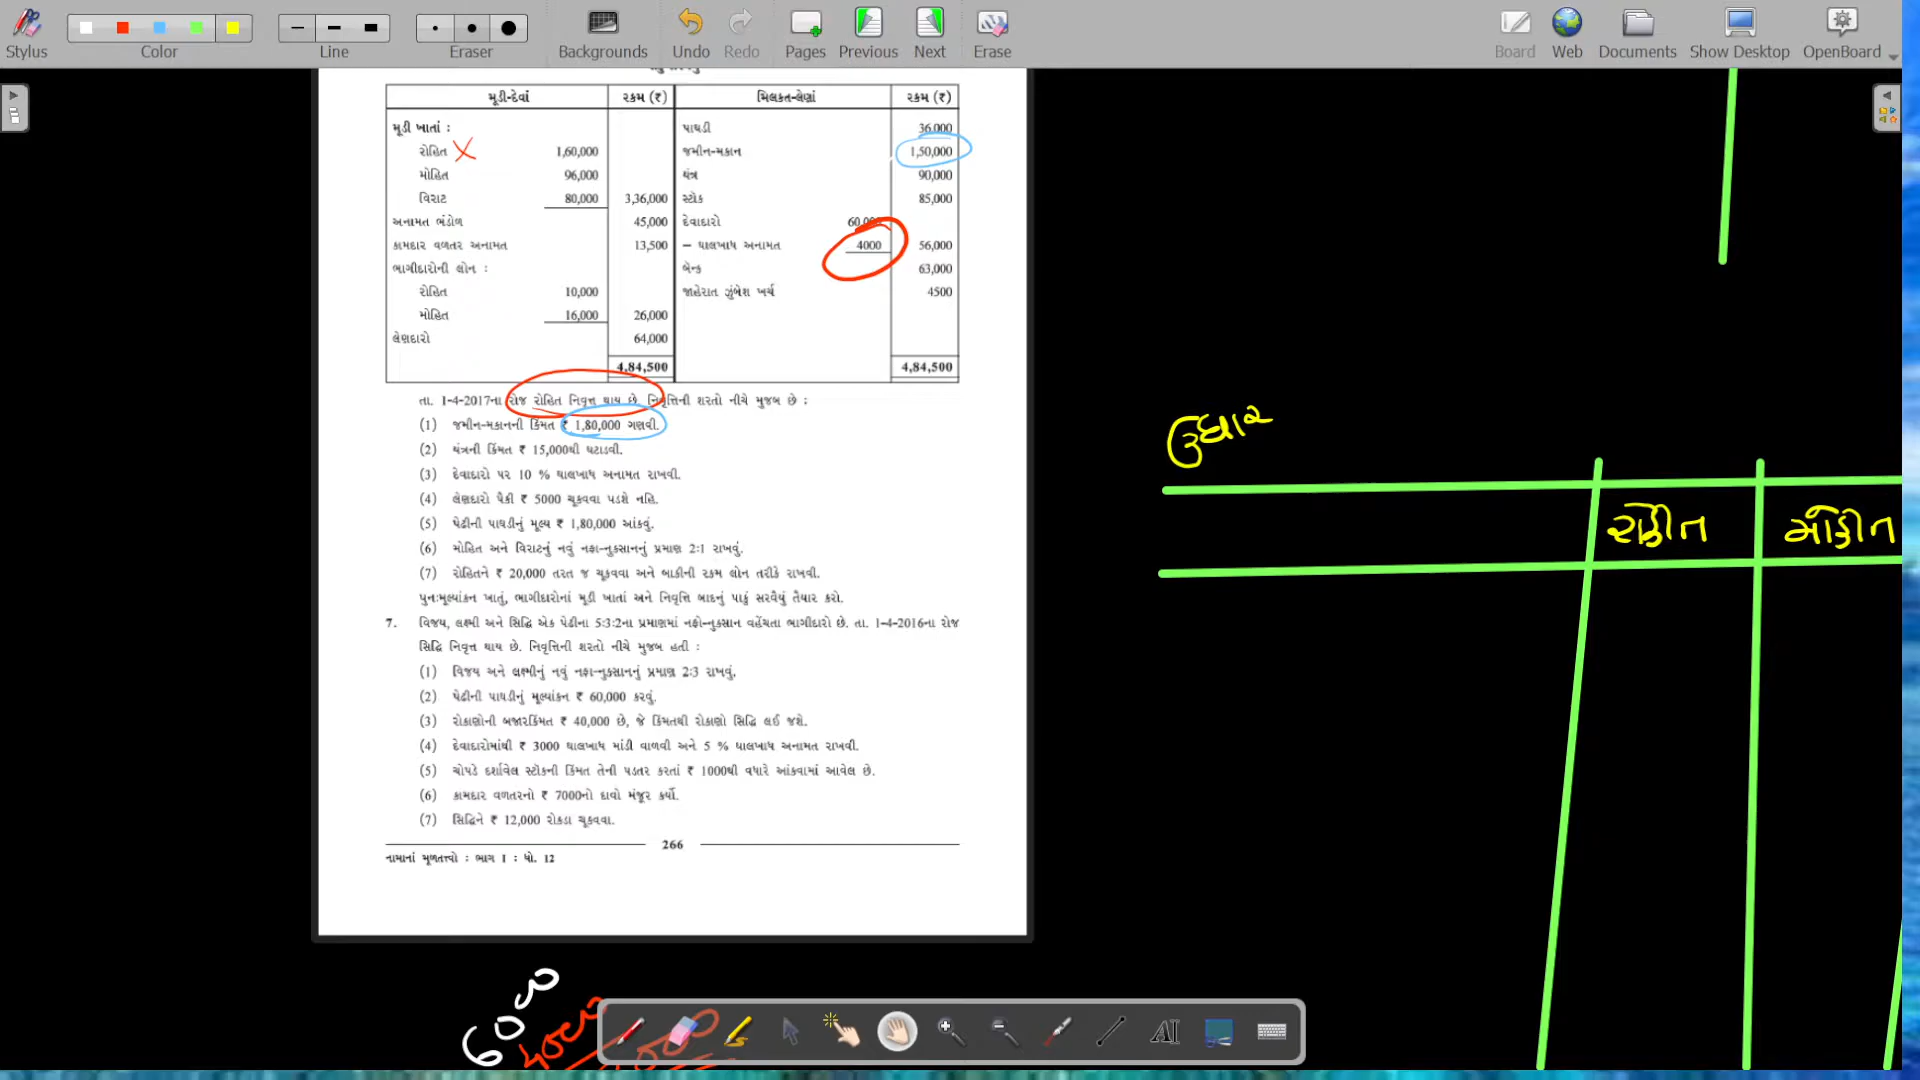 Stylus
Color
Line
Eraser
Backgrounds
Undo
Redo
Pages
Previous
Next
Erase
Board
Web
Documents
Show Desktop
OpenBoard
મૂડી-દેવાં રકમ (₹) મિલકત-લેણાં રકમ (₹)
મૂડી ખાતાં : પાઘડી 36,000
રોહિત 1,60,000 જમીન-મકાન 1,50,000
મોહિત 96,000 યંત્ર 90,000
વિરાટ 80,000 3,36,000 સ્ટૉક 85,000
અનામત ભંડોળ 45,000 દેવાદારો 60,000
કામદાર વળતર અનામત 13,500 – ઘાલખાધ અનામત 4000 56,000
ભાગીદારોની લોન : બૅન્ક 63,000
રોહિત 10,000 જાહેરાત ઝુંબેશ ખર્ચ 4500
મોહિત 16,000 26,000
લેણદારો 64,000
4,84,500 4,84,500
તા. 1-4-2017ના રોજ રોહિત નિવૃત્ત થાય છે. નિવૃત્તિની શરતો નીચે મુજબ છે :
(1) જમીન-મકાનની કિંમત ₹ 1,80,000 ગણવી.
(2) યંત્રની કિંમત ₹ 15,000થી ઘટાડવી.
(3) દેવાદારો પર 10 % ઘાલખાધ અનામત રાખવી.
(4) લેણદારો પૈકી ₹ 5000 ચૂકવવા પડશે નહિ.
(5) પેઢીની પાઘડીનું મૂલ્ય ₹ 1,80,000 આંકવું.
(6) મોહિત અને વિરાટનું નવું નફા-નુકસાનનું પ્રમાણ 2:1 રાખવું.
(7) રોહિતને ₹ 20,000 તરત જ ચૂકવવા અને બાકીની રકમ લોન તરીકે રાખવી.
પુનઃમૂલ્યાંકન ખાતું, ભાગીદારોનાં મૂડી ખાતાં અને નિવૃત્તિ બાદનું પાકું સરવૈયું તૈયાર કરો.
7. વિજય, લક્ષ્મી અને સિદ્ધિ એક પેઢીના 5:3:2ના પ્રમાણમાં નફો-નુકસાન વહેંચતા ભાગીદારો છે. તા. 1-4-2016ના રોજ
સિદ્ધિ નિવૃત્ત થાય છે. નિવૃત્તિની શરતો નીચે મુજબ હતી :
(1) વિજય અને લક્ષ્મીનું નવું નફા-નુકસાનનું પ્રમાણ 2:3 રાખવું.
(2) પેઢીની પાઘડીનું મૂલ્યાંકન ₹ 60,000 કરવું.
(3) રોકાણોની બજારકિંમત ₹ 40,000 છે, જે કિંમતથી રોકાણો સિદ્ધિ લઈ જશે.
(4) દેવાદારોમાંથી ₹ 3000 ઘાલખાધ માંડી વાળવી અને 5 % ઘાલખાધ અનામત રાખવી.
(5) ચોપડે દર્શાવેલ સ્ટૉકની કિંમત તેની પડતર કરતાં ₹ 1000થી વધારે આંકવામાં આવેલ છે.
(6) કામદાર વળતરનો ₹ 7000નો દાવો મંજૂર કર્યો.
(7) સિદ્ધિને ₹ 12,000 રોકડા ચૂકવવા.
266
નામાનાં મૂળતત્ત્વો : ભાગ I : ધો. 12
ઉધાર
રોહીત મોહીત
6000
4000